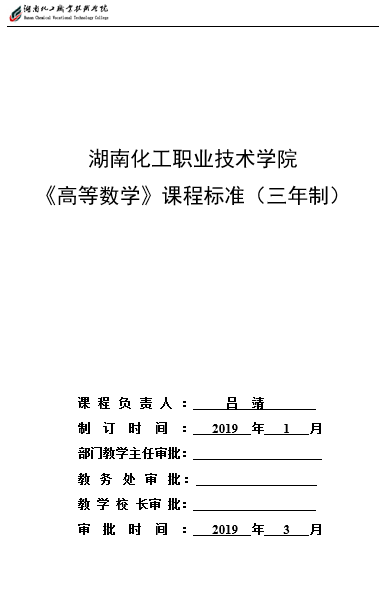 湖南化工职业技术学院
Hunan Chemical Vocational Technology College
湖南化工职业技术学院
《高等数学》课程标准（三年制）
课程负责人：吕靖
制订时间：2019年1月
部门教学主任审批：
教务处审批：
教学校长审批：
审批时间：2019年3月